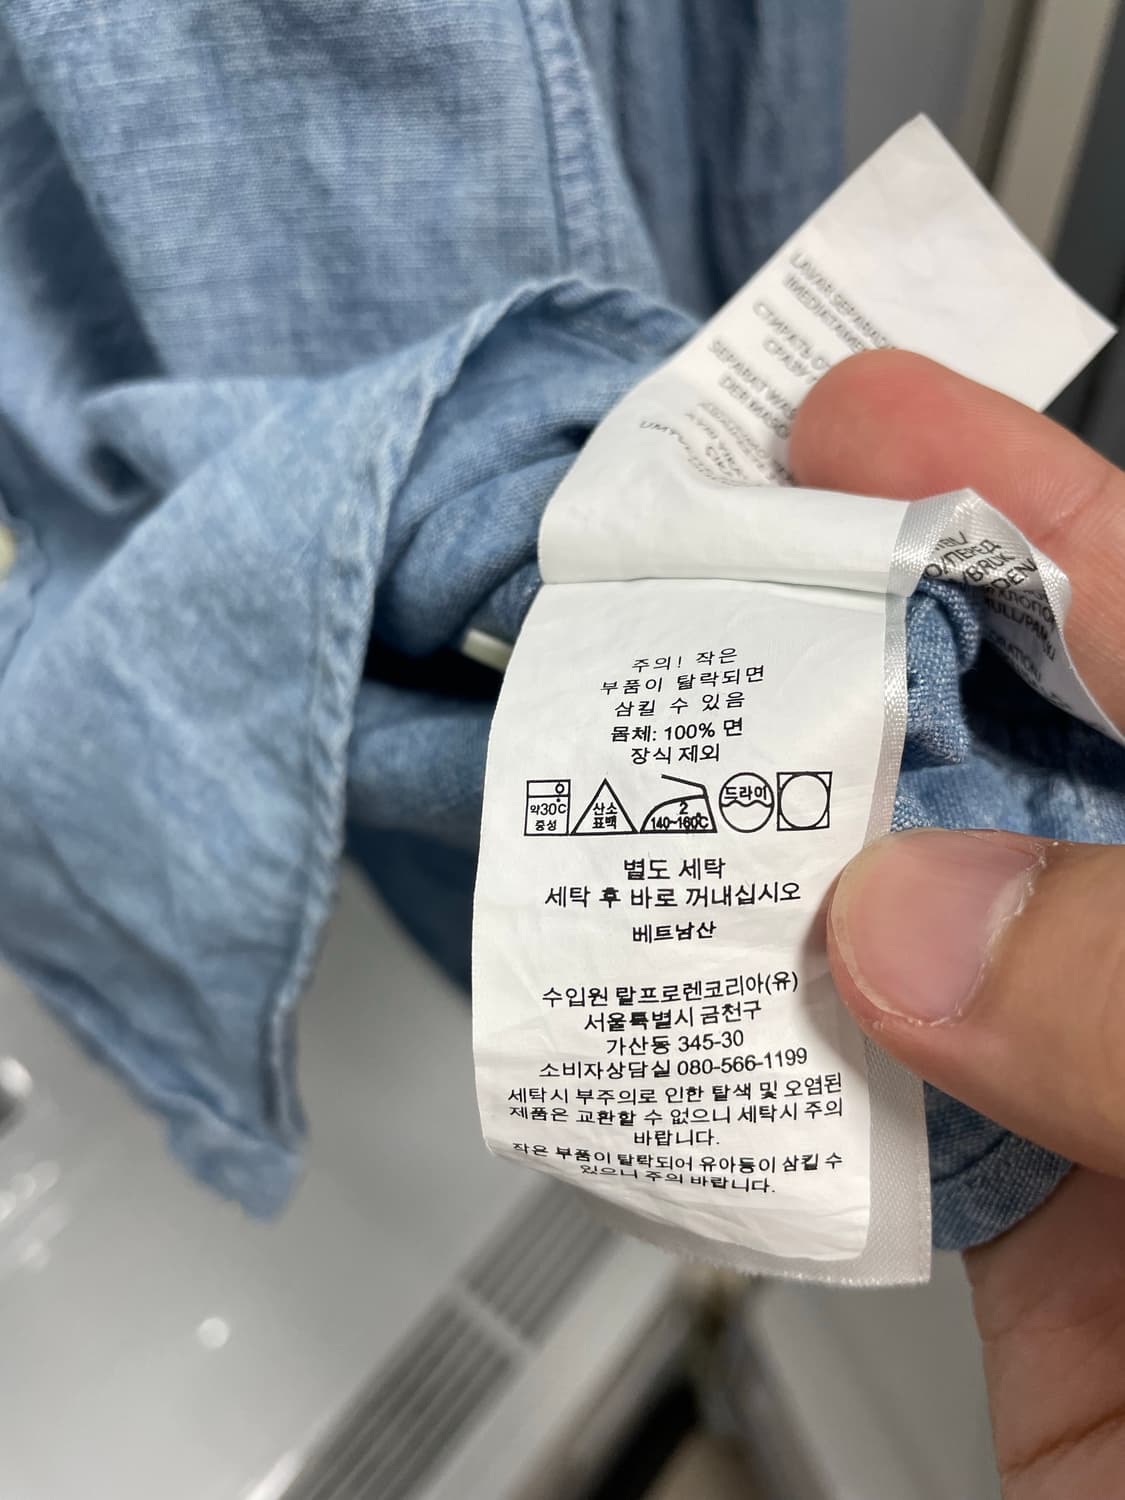 LAVAR SEPARAD
IMEDIATAME
СТИРАТЬ
СРАЗУ
SEPARAT
주의! 작은
부품이 탈락되면
삼킬 수 있음
몸체: 100% 면
장식 제외
약30℃
중성
산소
표백
2
140~160℃
드라이
별도 세탁
세탁 후 바로 꺼내십시오
베트남산
수입원 랄프로렌코리아(유)
서울특별시 금천구
가산동 345-30
소비자상담실 080-566-1199
세탁시 부주의로 인한 탈색 및 오염된
제품은 교환할 수 없으니 세탁시 주의
바랍니다.
작은 부품이 탈락되어 유아등이 삼킬 수
있으니 주의 바랍니다.